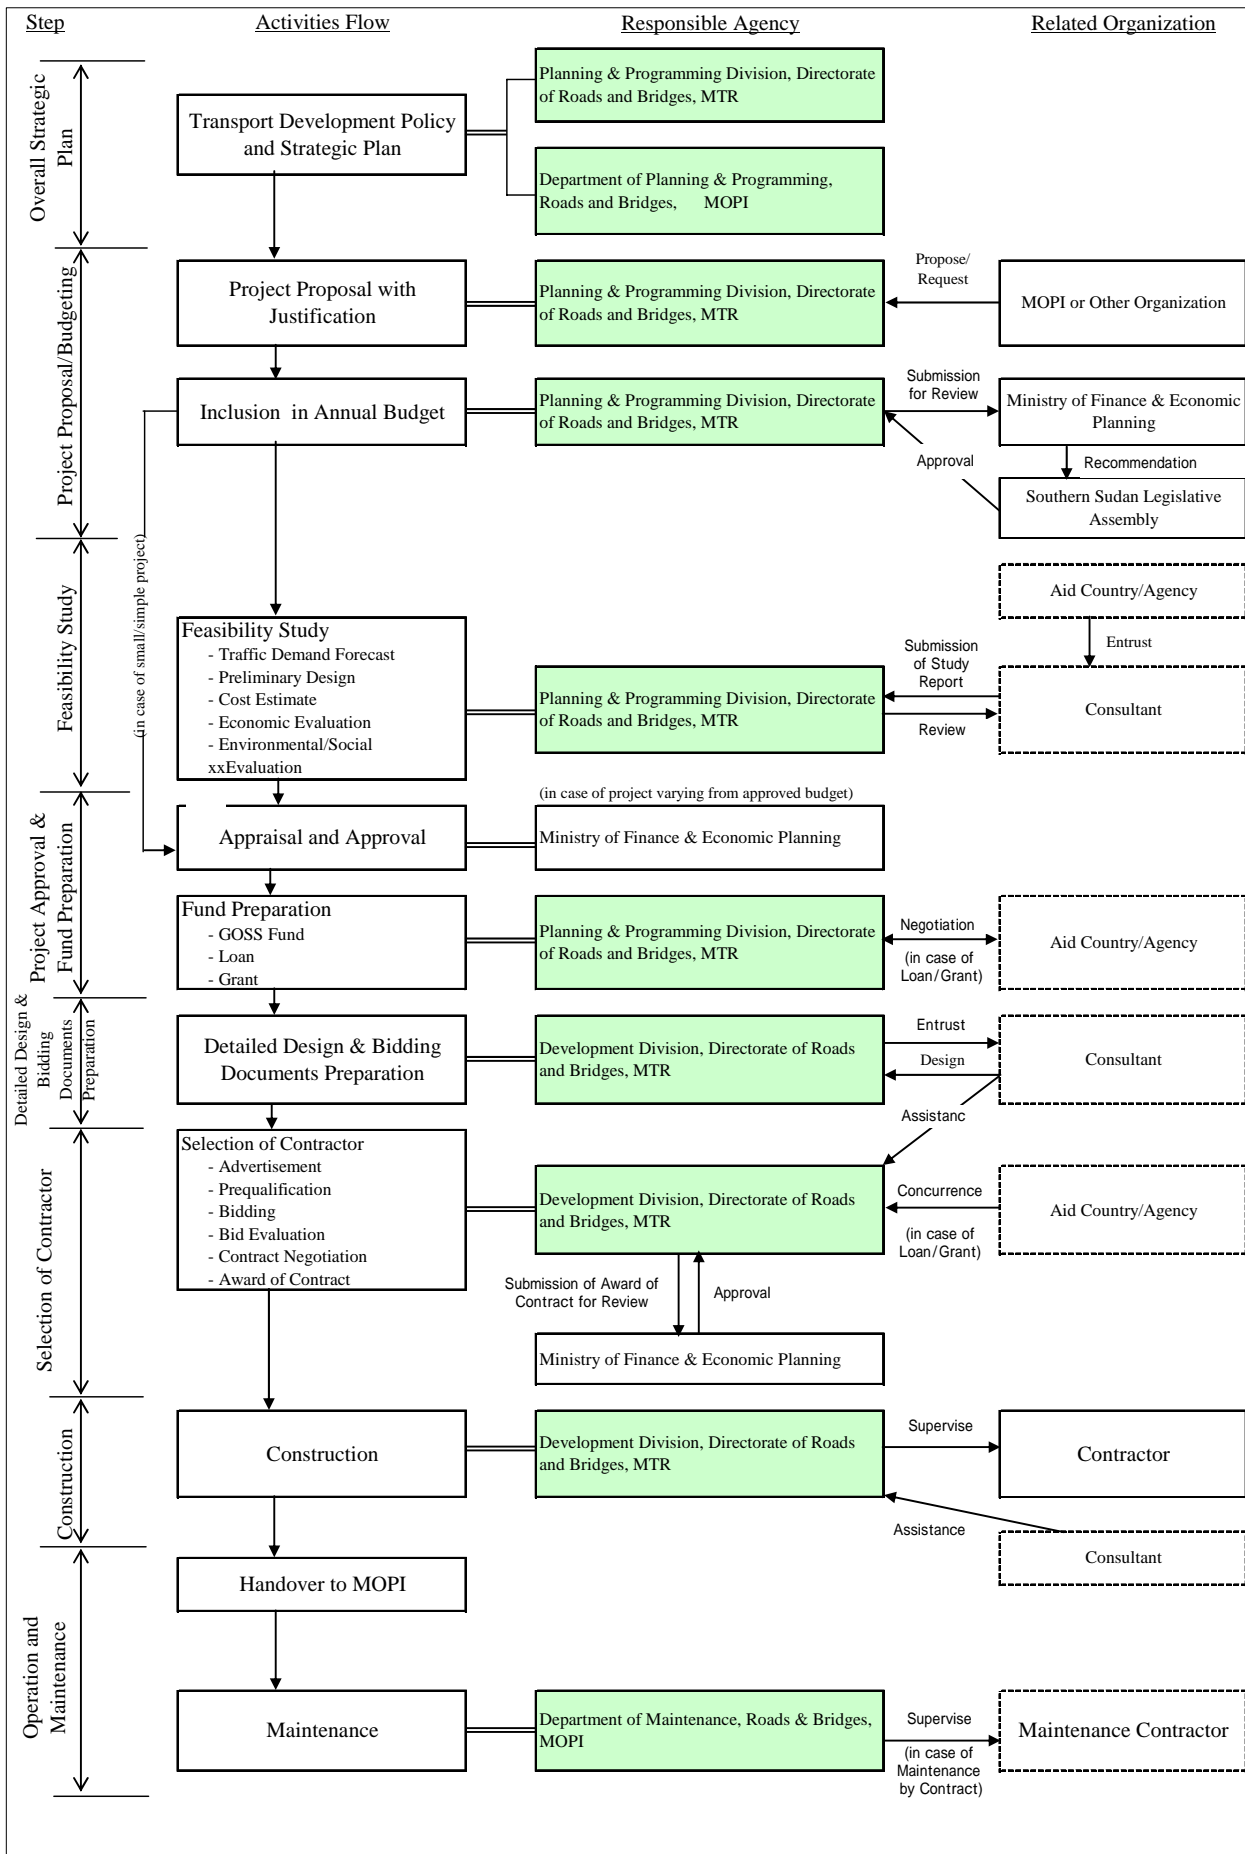 Step
Activities Flow
Responsible Agency
Related Organization
Overall Strategic
Plan
Transport Development Policy
and Strategic Plan
Planning & Programming Division, Directorate
of Roads and Bridges, MTR
Department of Planning & Programming,
Roads and Bridges, MOPI
Project Proposal/Budgeting
Project Proposal with
Justification
Planning & Programming Division, Directorate
of Roads and Bridges, MTR
Propose/
Request
MOPI or Other Organization
Inclusion in Annual Budget
Planning & Programming Division, Directorate
of Roads and Bridges, MTR
Submission
for Review
Ministry of Finance & Economic
Planning
Approval
Recommendation
Southern Sudan Legislative
Assembly
(in case of small/simple project)
Feasibility Study
Feasibility Study
- Traffic Demand Forecast
- Preliminary Design
- Cost Estimate
- Economic Evaluation
- Environmental/Social
xxEvaluation
Planning & Programming Division, Directorate
of Roads and Bridges, MTR
Aid Country/Agency
Entrust
Submission
of Study
Report
Review
Consultant
Project Approval &
Fund Preparation
Appraisal and Approval
(in case of project varying from approved budget)
Ministry of Finance & Economic Planning
Fund Preparation
- GOSS Fund
- Loan
- Grant
Planning & Programming Division, Directorate
of Roads and Bridges, MTR
Negotiation
(in case of
Loan/Grant)
Aid Country/Agency
Detailed Design &
Bidding
Documents
Preparation
Detailed Design & Bidding
Documents Preparation
Development Division, Directorate of Roads
and Bridges, MTR
Entrust
Design
Consultant
Assistanc
Selection of Contractor
Selection of Contractor
- Advertisement
- Prequalification
- Bidding
- Bid Evaluation
- Contract Negotiation
- Award of Contract
Development Division, Directorate of Roads
and Bridges, MTR
Concurrence
(in case of
Loan/Grant)
Aid Country/Agency
Submission of Award of
Contract for Review
Approval
Ministry of Finance & Economic Planning
Construction
Construction
Development Division, Directorate of Roads
and Bridges, MTR
Supervise
Contractor
Assistance
Consultant
Operation and
Maintenance
Handover to MOPI
Maintenance
Department of Maintenance, Roads & Bridges,
MOPI
Supervise
(in case of
Maintenance
by Contract)
Maintenance Contractor